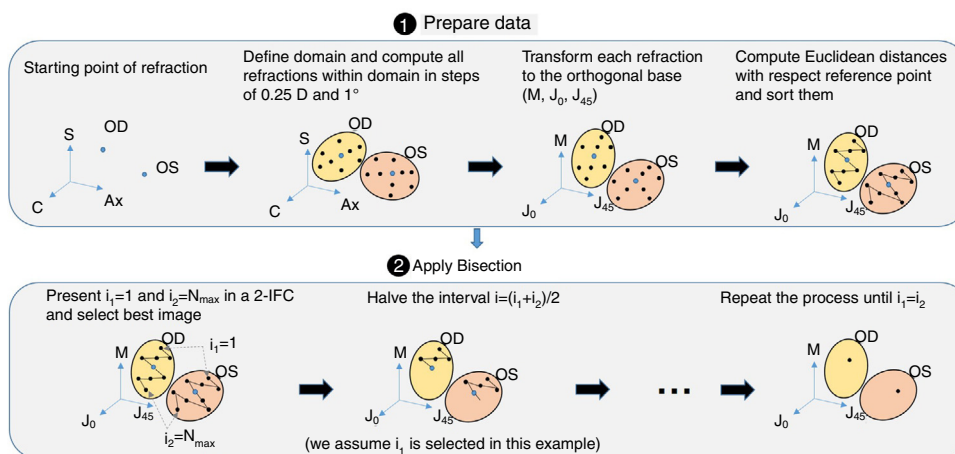 1 Prepare data
Starting point of refraction
S
OD
OS
C
Ax
Define domain and compute all
refractions within domain in steps
of 0.25 D and 1°
S
OD
OS
C
Ax
Transform each refraction
to the orthogonal base
(M, J₀, J₄₅)
M
OD
OS
J₀
J₄₅
Compute Euclidean distances
with respect reference point
and sort them
M
OD
OS
J₀
J₄₅
2 Apply Bisection
Present i₁=1 and i₂=Nₘₐₓ in a 2-IFC
and select best image
M
OD
i₁=1
OS
J₀
J₄₅
i₂=Nₘₐₓ
Halve the interval i=(i₁+i₂)/2
M
OD
OS
J₀
J₄₅
(we assume i₁ is selected in this example)
Repeat the process until i₁=i₂
M
OD
OS
J₀
J₄₅